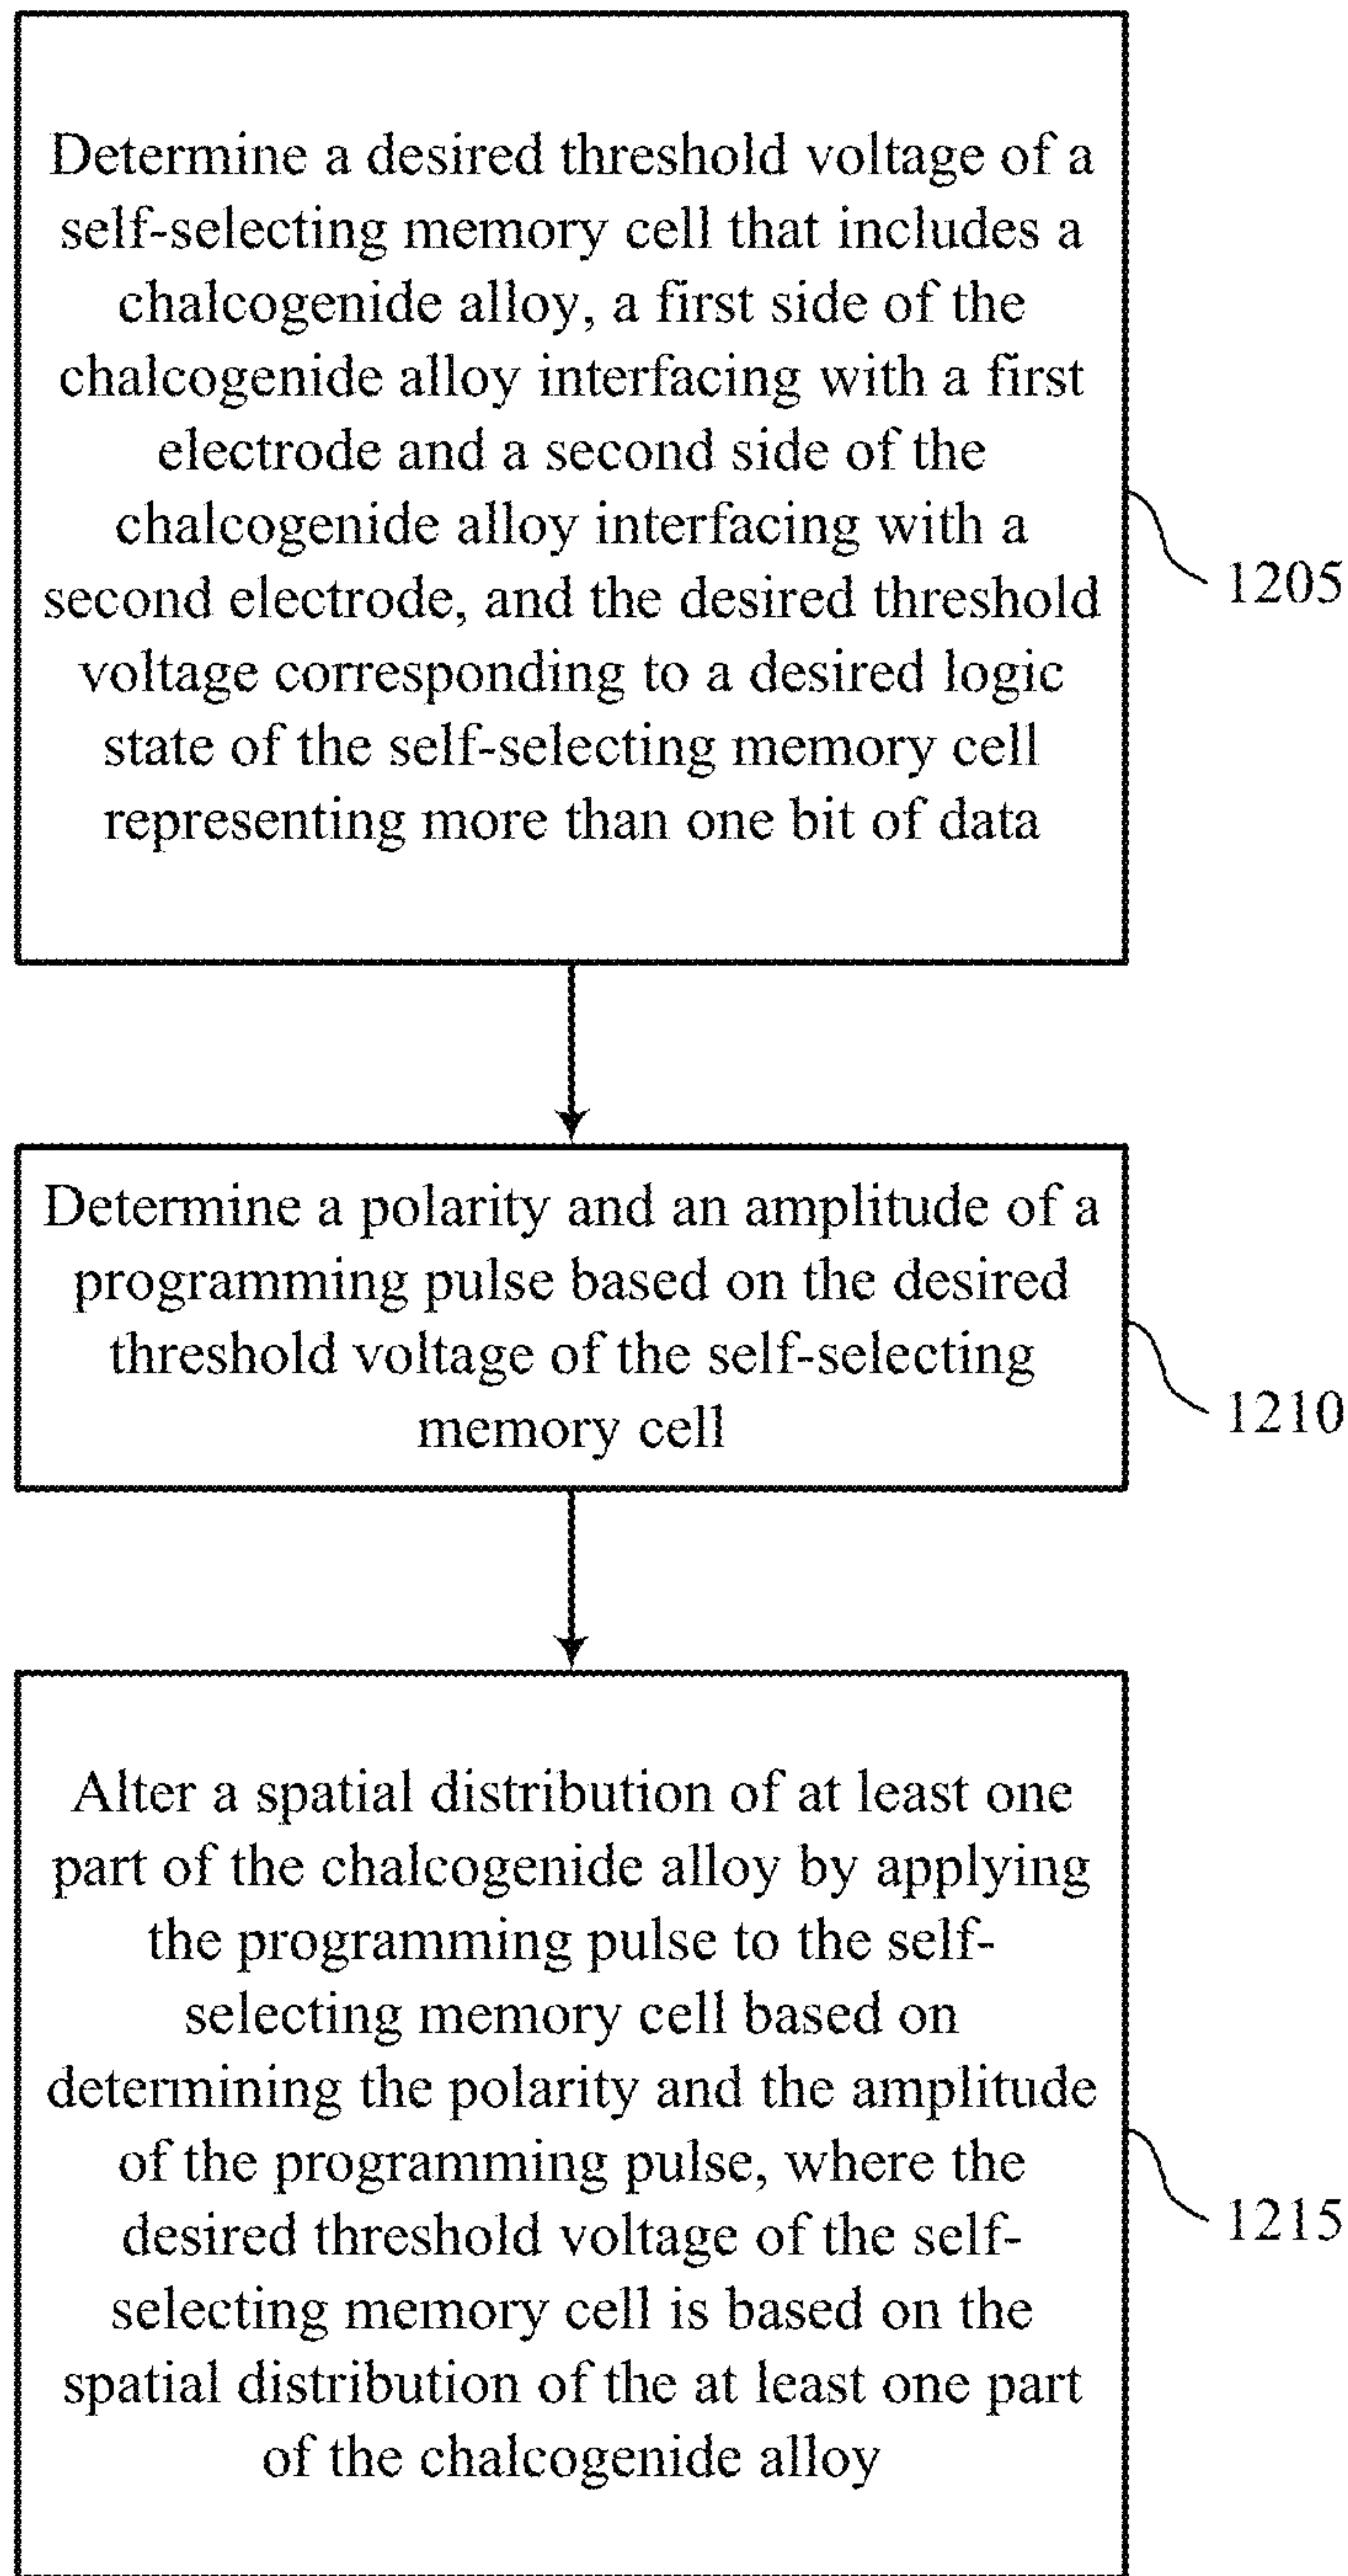 Determine a desired threshold voltage of a
self-selecting memory cell that includes a
chalcogenide alloy, a first side of the
chalcogenide alloy interfacing with a first
electrode and a second side of the
chalcogenide alloy interfacing with a
second electrode, and the desired threshold
voltage corresponding to a desired logic
state of the self-selecting memory cell
representing more than one bit of data
1205
Determine a polarity and an amplitude of a
programming pulse based on the desired
threshold voltage of the self-selecting
memory cell
1210
Alter a spatial distribution of at least one
part of the chalcogenide alloy by applying
the programming pulse to the self-
selecting memory cell based on
determining the polarity and the amplitude
of the programming pulse, where the
desired threshold voltage of the self-
selecting memory cell is based on the
spatial distribution of the at least one part
of the chalcogenide alloy
1215